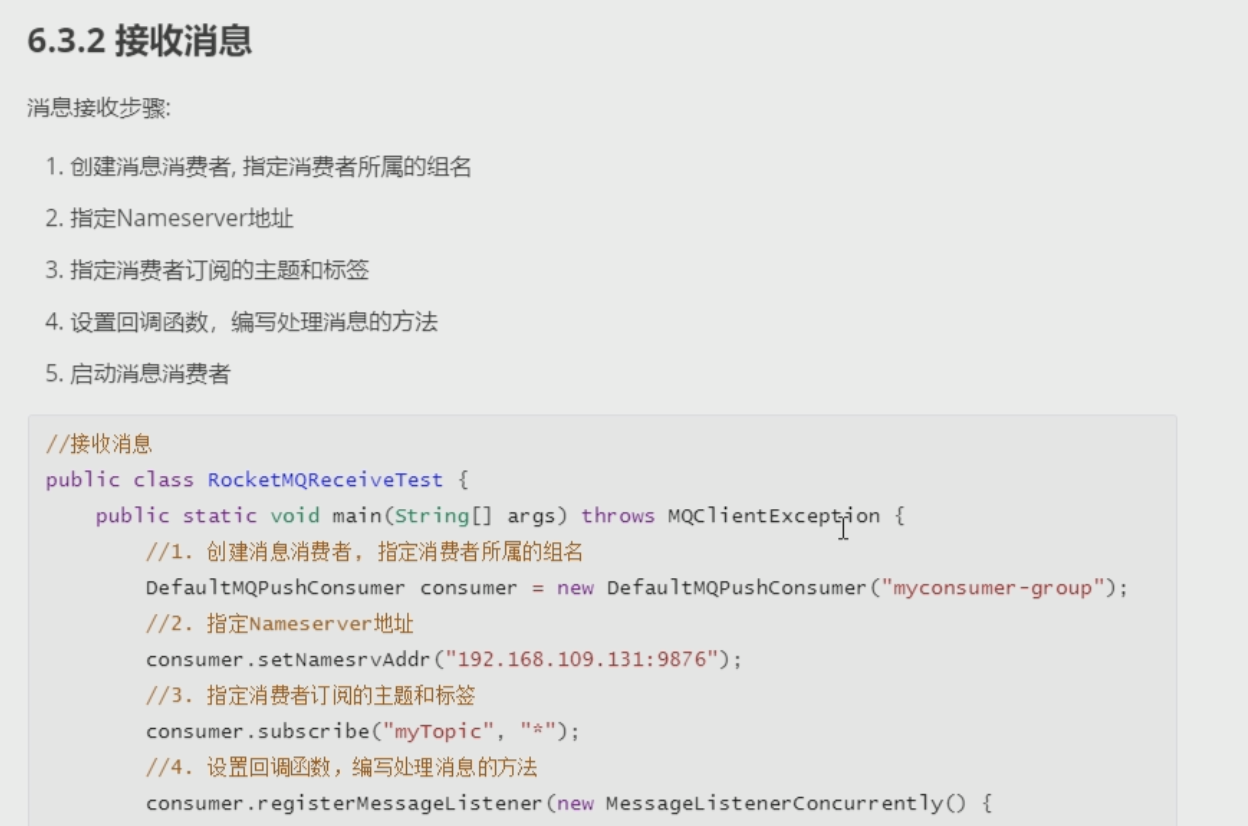 6.3.2 接收消息
消息接收步骤:
1. 创建消息消费者, 指定消费者所属的组名
2. 指定Nameserver地址
3. 指定消费者订阅的主题和标签
4. 设置回调函数，编写处理消息的方法
5. 启动消息消费者
//接收消息
public class RocketMQReceiveTest {
public static void main(String[] args) throws MQClientException {
//1. 创建消息消费者, 指定消费者所属的组名
DefaultMQPushConsumer consumer = new DefaultMQPushConsumer("myconsumer-group");
//2. 指定Nameserver地址
consumer.setNamesrvAddr("192.168.109.131:9876");
//3. 指定消费者订阅的主题和标签
consumer.subscribe("myTopic", "*");
//4. 设置回调函数，编写处理消息的方法
consumer.registerMessageListener(new MessageListenerConcurrently() {